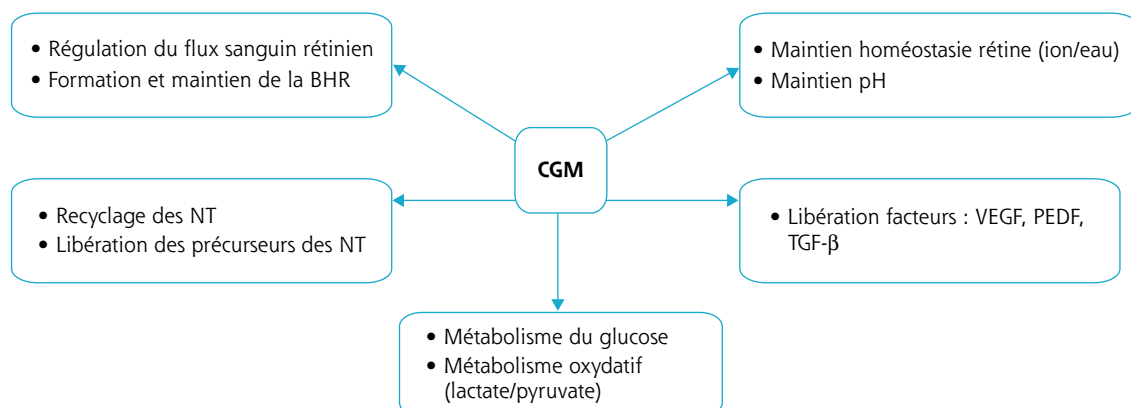 • Régulation du flux sanguin rétinien
• Formation et maintien de la BHR
• Maintien homéostasie rétine (ion/eau)
• Maintien pH
CGM
• Recyclage des NT
• Libération des précurseurs des NT
• Libération facteurs : VEGF, PEDF,
TGF-β
• Métabolisme du glucose
• Métabolisme oxydatif
(lactate/pyruvate)